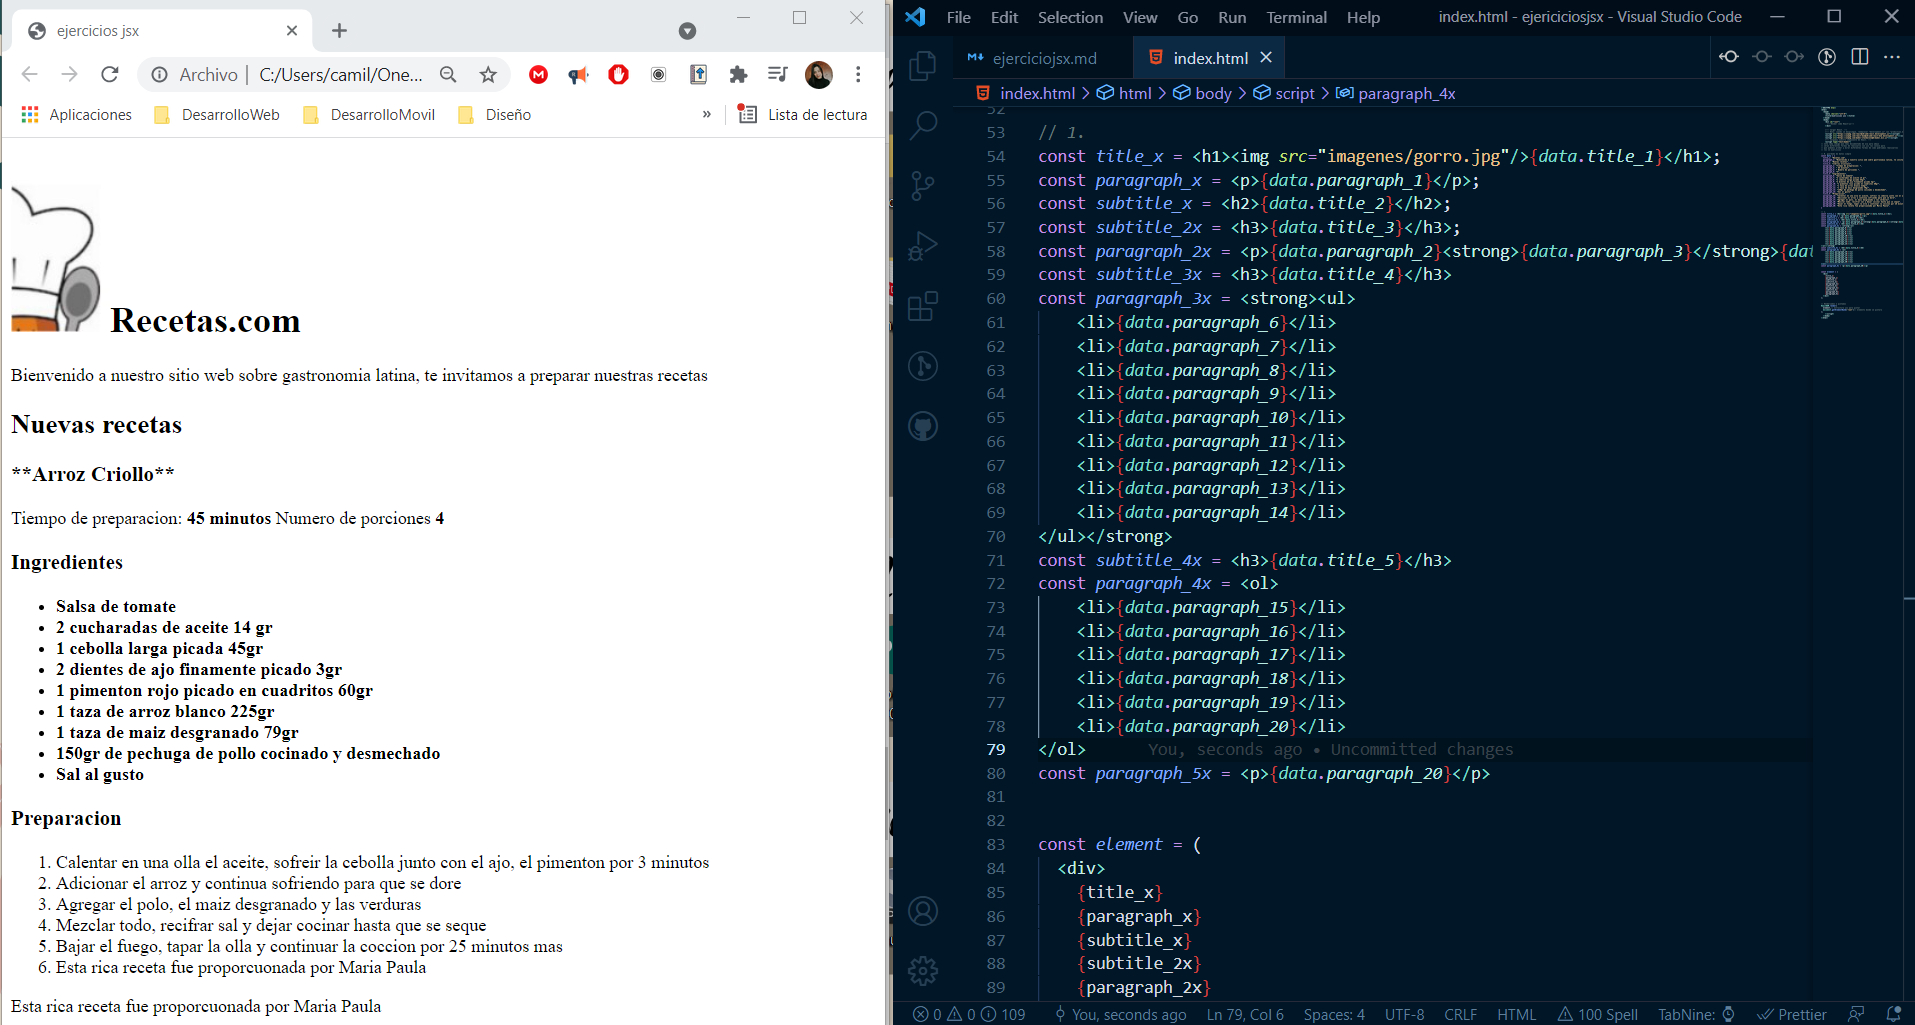 ejercicios jsx
Archivo
C:/Users/camil/One...
Aplicaciones
DesarrolloWeb
DesarrolloMovil
Diseño
»
Lista de lectura
Recetas.com
Bienvenido a nuestro sitio web sobre gastronomia latina, te invitamos a preparar nuestras recetas
Nuevas recetas
**Arroz Criollo**
Tiempo de preparacion: 45 minutos Numero de porciones 4
Ingredientes
• Salsa de tomate
• 2 cucharadas de aceite 14 gr
• 1 cebolla larga picada 45gr
• 2 dientes de ajo finamente picado 3gr
• 1 pimenton rojo picado en cuadritos 60gr
• 1 taza de arroz blanco 225gr
• 1 taza de maiz desgranado 79gr
• 150gr de pechuga de pollo cocinado y desmechado
• Sal al gusto
Preparacion
1. Calentar en una olla el aceite, sofreir la cebolla junto con el ajo, el pimenton por 3 minutos
2. Adicionar el arroz y continua sofriendo para que se dore
3. Agregar el polo, el maiz desgranado y las verduras
4. Mezclar todo, recifrar sal y dejar cocinar hasta que se seque
5. Bajar el fuego, tapar la olla y continuar la coccion por 25 minutos mas
6. Esta rica receta fue proporcuonada por Maria Paula
Esta rica receta fue proporcuonada por Maria Paula
File Edit Selection View Go Run Terminal Help
index.html - ejericiciosjsx - Visual Studio Code
ejerciciojsx.md
index.html
index.html > html > body > script > paragraph_4x
52
53 // 1.
54 const title_x = <h1><img src="imagenes/gorro.jpg"/>{data.title_1}</h1>;
55 const paragraph_x = <p>{data.paragraph_1}</p>;
56 const subtitle_x = <h2>{data.title_2}</h2>;
57 const subtitle_2x = <h3>{data.title_3}</h3>;
58 const paragraph_2x = <p>{data.paragraph_2}<strong>{data.paragraph_3}</strong>{dat
59 const subtitle_3x = <h3>{data.title_4}</h3>
60 const paragraph_3x = <strong><ul>
61 <li>{data.paragraph_6}</li>
62 <li>{data.paragraph_7}</li>
63 <li>{data.paragraph_8}</li>
64 <li>{data.paragraph_9}</li>
65 <li>{data.paragraph_10}</li>
66 <li>{data.paragraph_11}</li>
67 <li>{data.paragraph_12}</li>
68 <li>{data.paragraph_13}</li>
69 <li>{data.paragraph_14}</li>
70 </ul></strong>
71 const subtitle_4x = <h3>{data.title_5}</h3>
72 const paragraph_4x = <ol>
73 <li>{data.paragraph_15}</li>
74 <li>{data.paragraph_16}</li>
75 <li>{data.paragraph_17}</li>
76 <li>{data.paragraph_18}</li>
77 <li>{data.paragraph_19}</li>
78 <li>{data.paragraph_20}</li>
79 </ol> You, seconds ago • Uncommitted changes
80 const paragraph_5x = <p>{data.paragraph_20}</p>
81
82
83 const element = (
84 <div>
85 {title_x}
86 {paragraph_x}
87 {subtitle_x}
88 {subtitle_2x}
89 {paragraph_2x}
0 0 109 You, seconds ago Ln 79, Col 6 Spaces: 4 UTF-8 CRLF HTML 100 Spell TabNine: Prettier